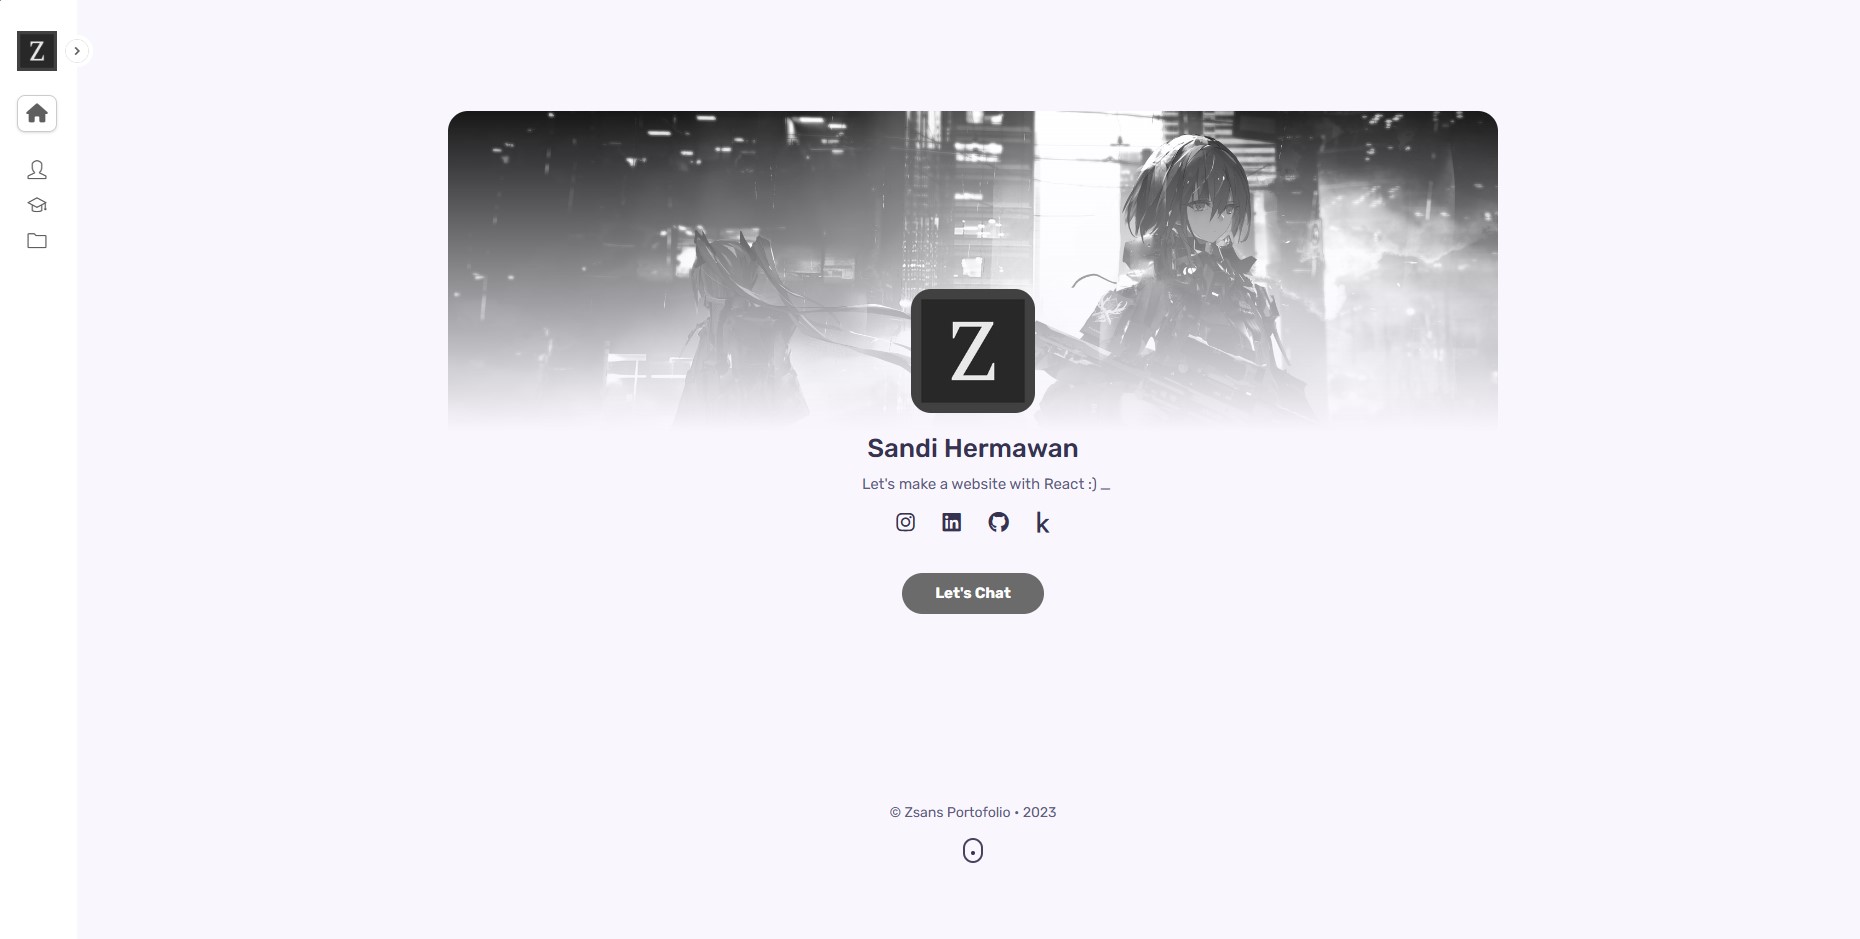 Z
Z
Sandi Hermawan
Let's make a website with React :) _
k
Let's Chat
© Zsans Portofolio • 2023